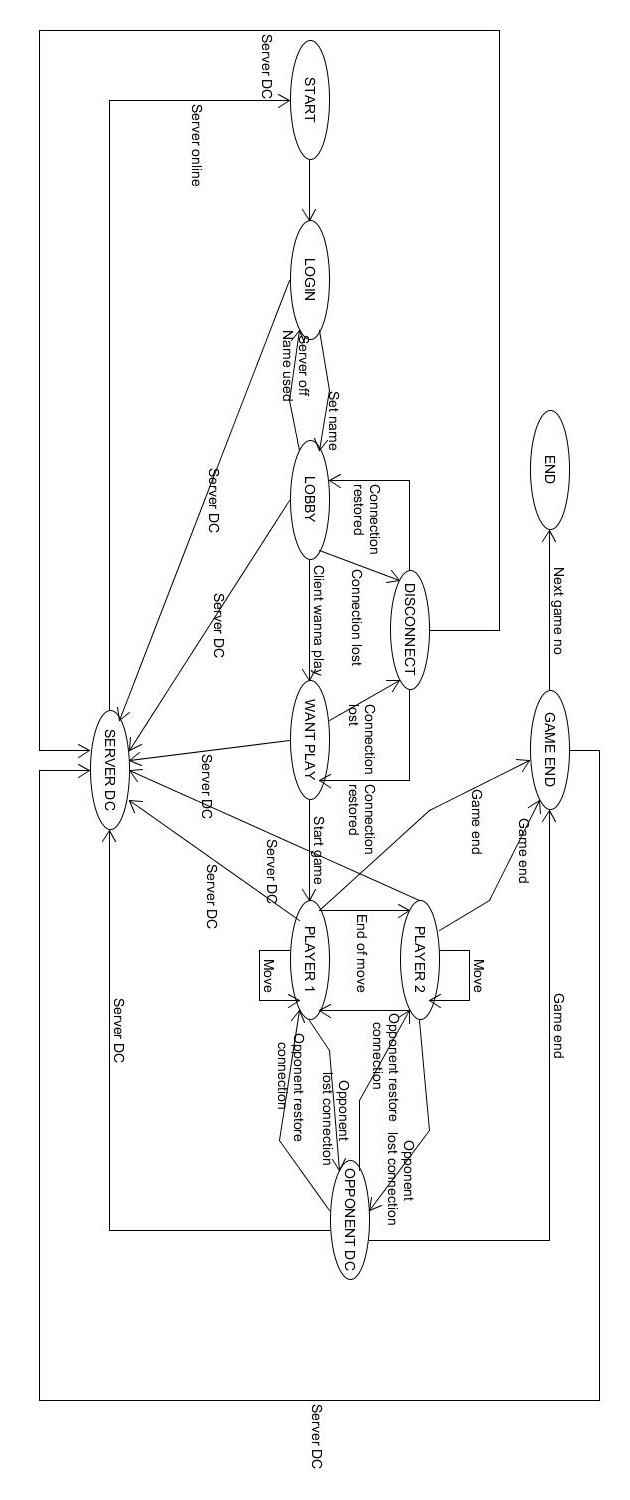 END
Next game no
GAME END
Game end
Game end
Game end
Server DC
DISCONNECT
Connection
restored
Connection lost
Connection
lost
Connection
restored
PLAYER 2
Move
End of move
Opponent restore
connection
Opponent
lost connection
Server DC
START
LOGIN
Set name
Server off
Name used
LOBBY
Client wanna play
WANT PLAY
Start game
PLAYER 1
Move
Opponent
lost connection
Opponent restore
connection
OPPONENT DC
Server online
Server DC
Server DC
Server DC
Server DC
Server DC
SERVER DC
Server DC